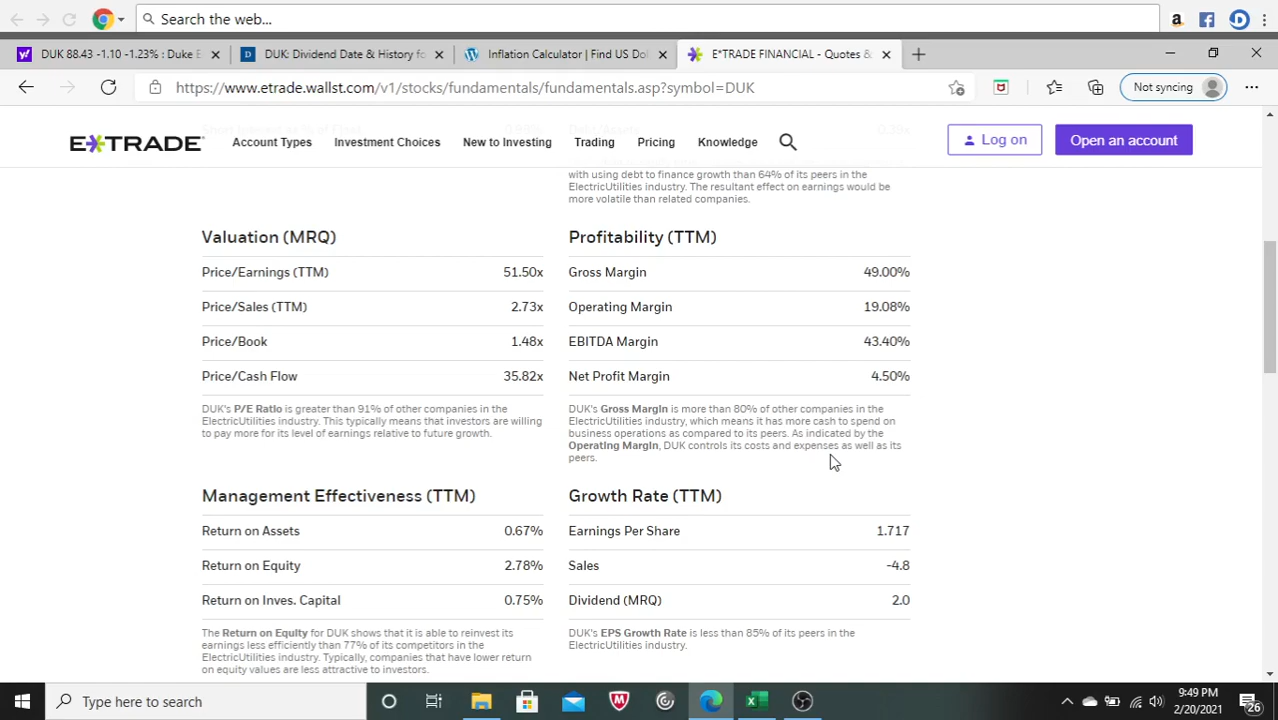 Search the web...
DUK 88.43 -1.10 -1.23% : Duke E
DUK: Dividend Date & History for
Inflation Calculator | Find US Dol
E*TRADE FINANCIAL - Quotes &
https://www.etrade.wallst.com/v1/stocks/fundamentals/fundamentals.asp?symbol=DUK
Not syncing
E*TRADE
Account Types
Investment Choices
New to Investing
Trading
Pricing
Knowledge
Log on
Open an account
with using debt to finance growth than 64% of its peers in the
ElectricUtilities industry. The resultant effect on earnings would be
more volatile than related companies.
Valuation (MRQ)
Price/Earnings (TTM) 51.50x
Price/Sales (TTM) 2.73x
Price/Book 1.48x
Price/Cash Flow 35.82x
DUK's P/E Ratio is greater than 91% of other companies in the
ElectricUtilities industry. This typically means that investors are willing
to pay more for its level of earnings relative to future growth.
Profitability (TTM)
Gross Margin 49.00%
Operating Margin 19.08%
EBITDA Margin 43.40%
Net Profit Margin 4.50%
DUK's Gross Margin is more than 80% of other companies in the
ElectricUtilities industry, which means it has more cash to spend on
business operations as compared to its peers. As indicated by the
Operating Margin, DUK controls its costs and expenses as well as its
peers.
Management Effectiveness (TTM)
Return on Assets 0.67%
Return on Equity 2.78%
Return on Inves. Capital 0.75%
The Return on Equity for DUK shows that it is able to reinvest its
earnings less efficiently than 77% of its competitors in the
ElectricUtilities industry. Typically, companies that have lower return
on equity values are less attractive to investors.
Growth Rate (TTM)
Earnings Per Share 1.717
Sales -4.8
Dividend (MRQ) 2.0
DUK's EPS Growth Rate is less than 85% of its peers in the
ElectricUtilities industry.
Type here to search
9:49 PM
2/20/2021
26